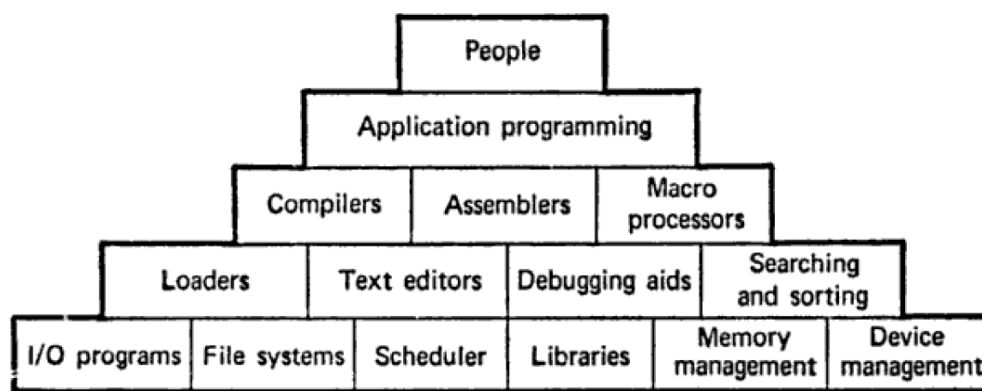 People
Application programming
Compilers
Assemblers
Macro
processors
Loaders
Text editors
Debugging aids
Searching
and sorting
I/O programs
File systems
Scheduler
Libraries
Memory
management
Device
management